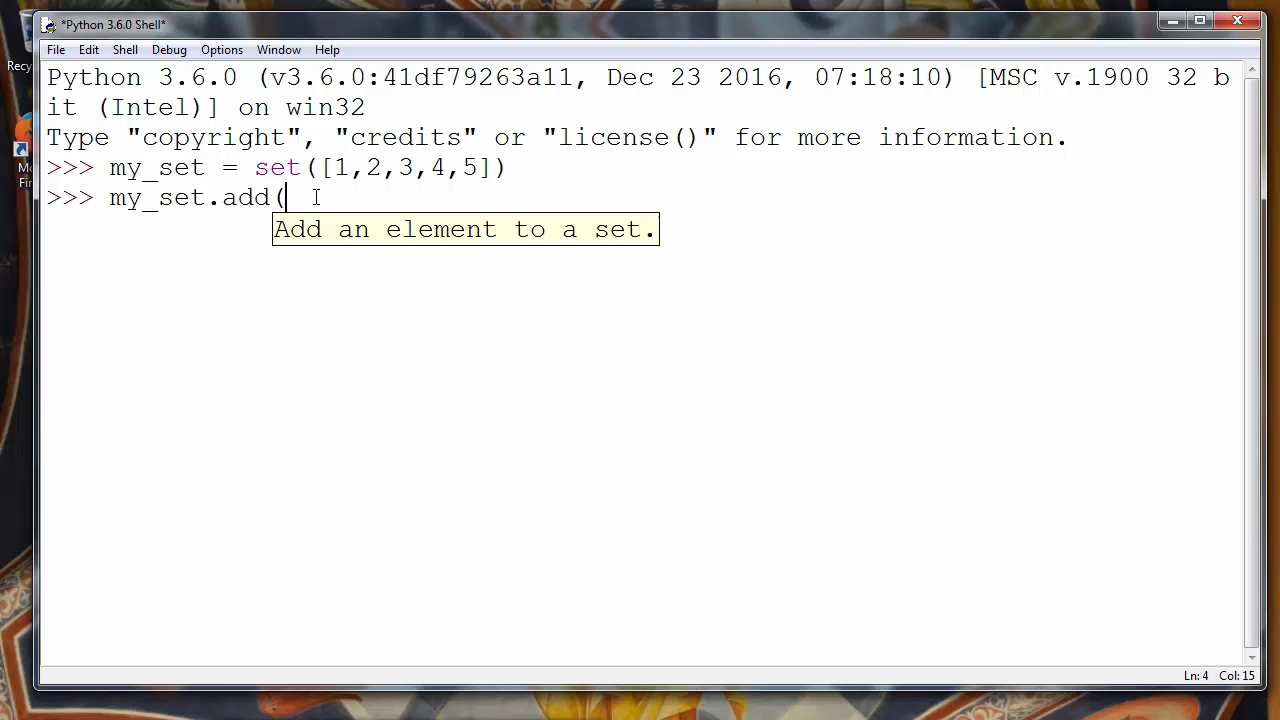 *Python 3.6.0 Shell*
File Edit Shell Debug Options Window Help
Recy
Python 3.6.0 (v3.6.0:41df79263a11, Dec 23 2016, 07:18:10) [MSC v.1900 32 b
it (Intel)] on win32
Type "copyright", "credits" or "license()" for more information.
>>> my_set = set([1,2,3,4,5])
Mo
Fir
>>> my_set.add(
Add an element to a set.
Ln: 4 Col: 15